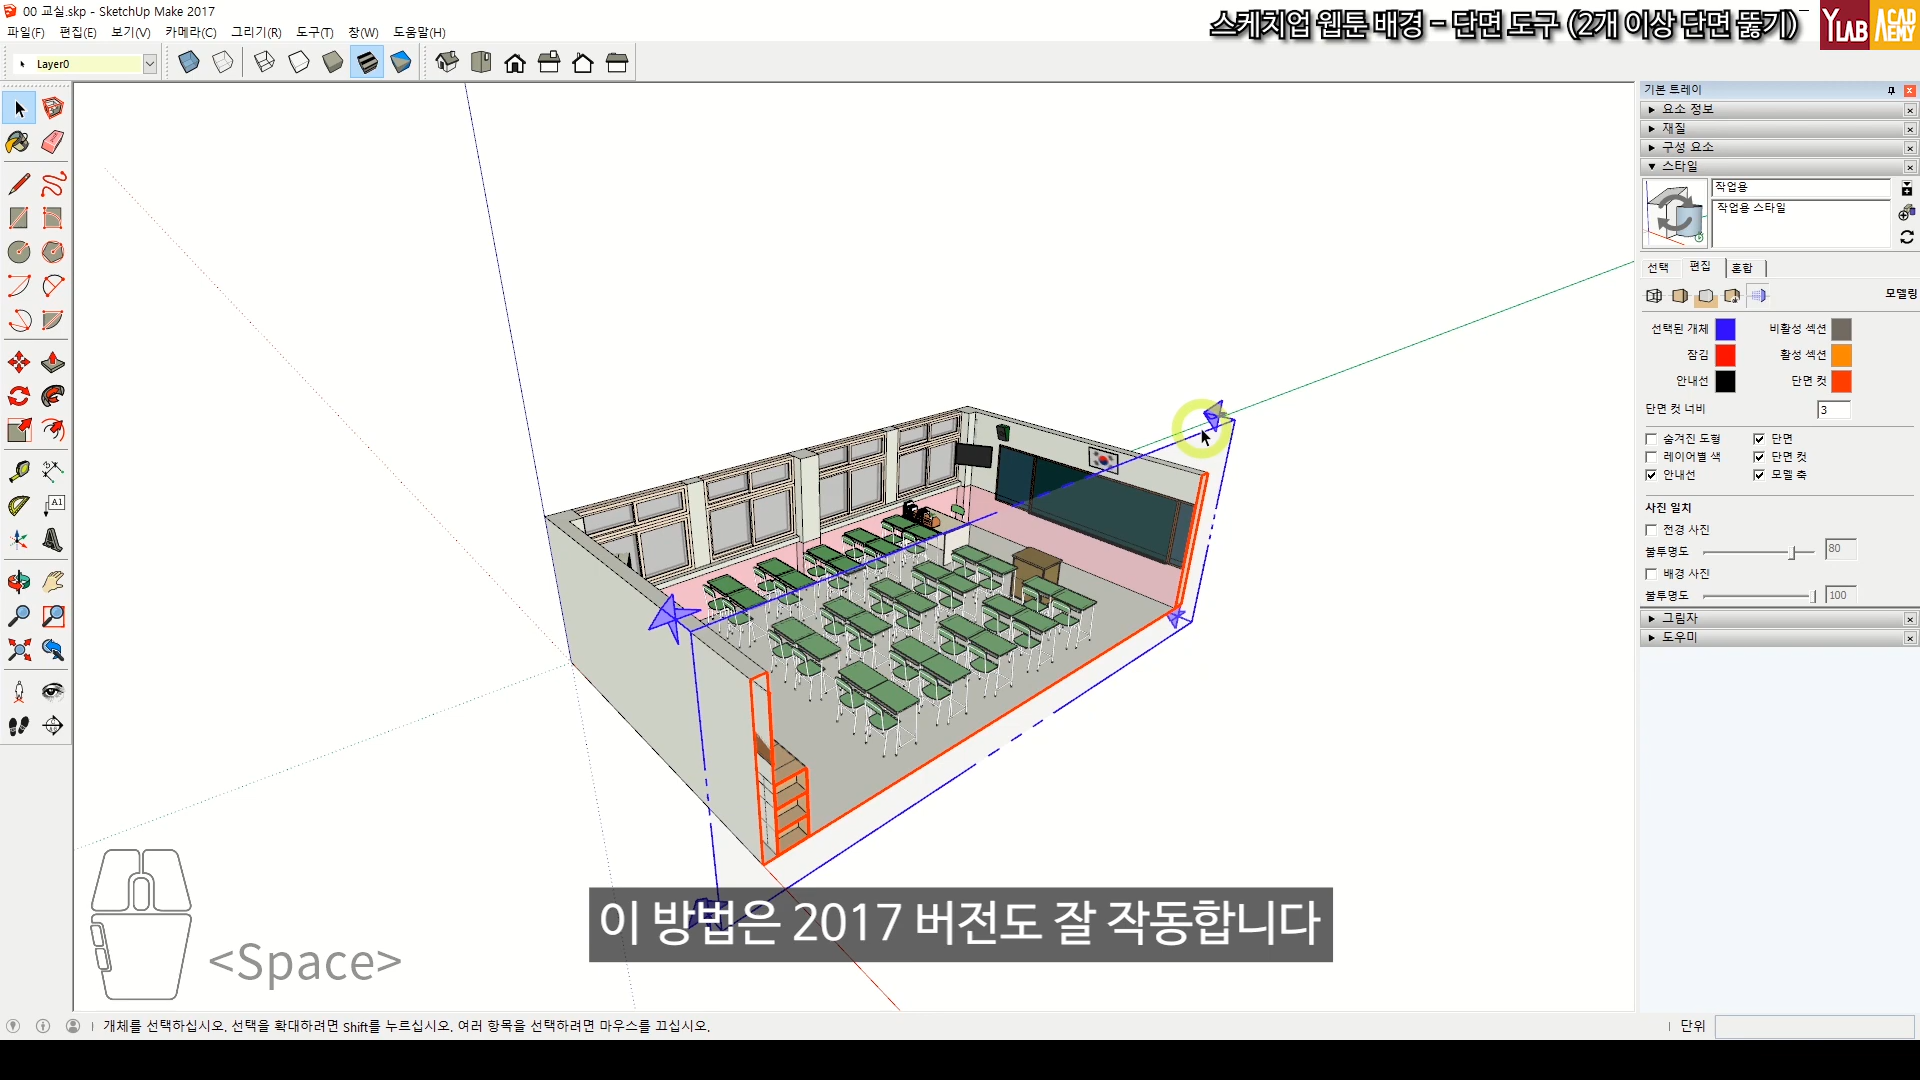 00 교실.skp - SketchUp Make 2017
파일(F) 편집(E) 보기(V) 카메라(C) 그리기(R) 도구(T) 창(W) 도움말(H)
스케치업 웹툰 배경 – 단면 도구 (2개 이상 단면 뚫기)
YLAB ACADEMY
Layer0
기본 트레이
요소 정보
재질
구성 요소
스타일
작업용
작업용 스타일
선택 편집 혼합
모델링
선택된 개체 비활성 섹션
잠김 활성 섹션
안내선 단면 컷
단면 컷 너비 3
숨겨진 도형 단면
레이어별 색 단면 컷
안내선 모델 축
사진 일치
전경 사진
불투명도 80
배경 사진
불투명도 100
그림자
도우미
A1
이 방법은 2017 버전도 잘 작동합니다
<Space>
개체를 선택하십시오. 선택을 확대하려면 Shift를 누르십시오. 여러 항목을 선택하려면 마우스를 끄십시오.
단위